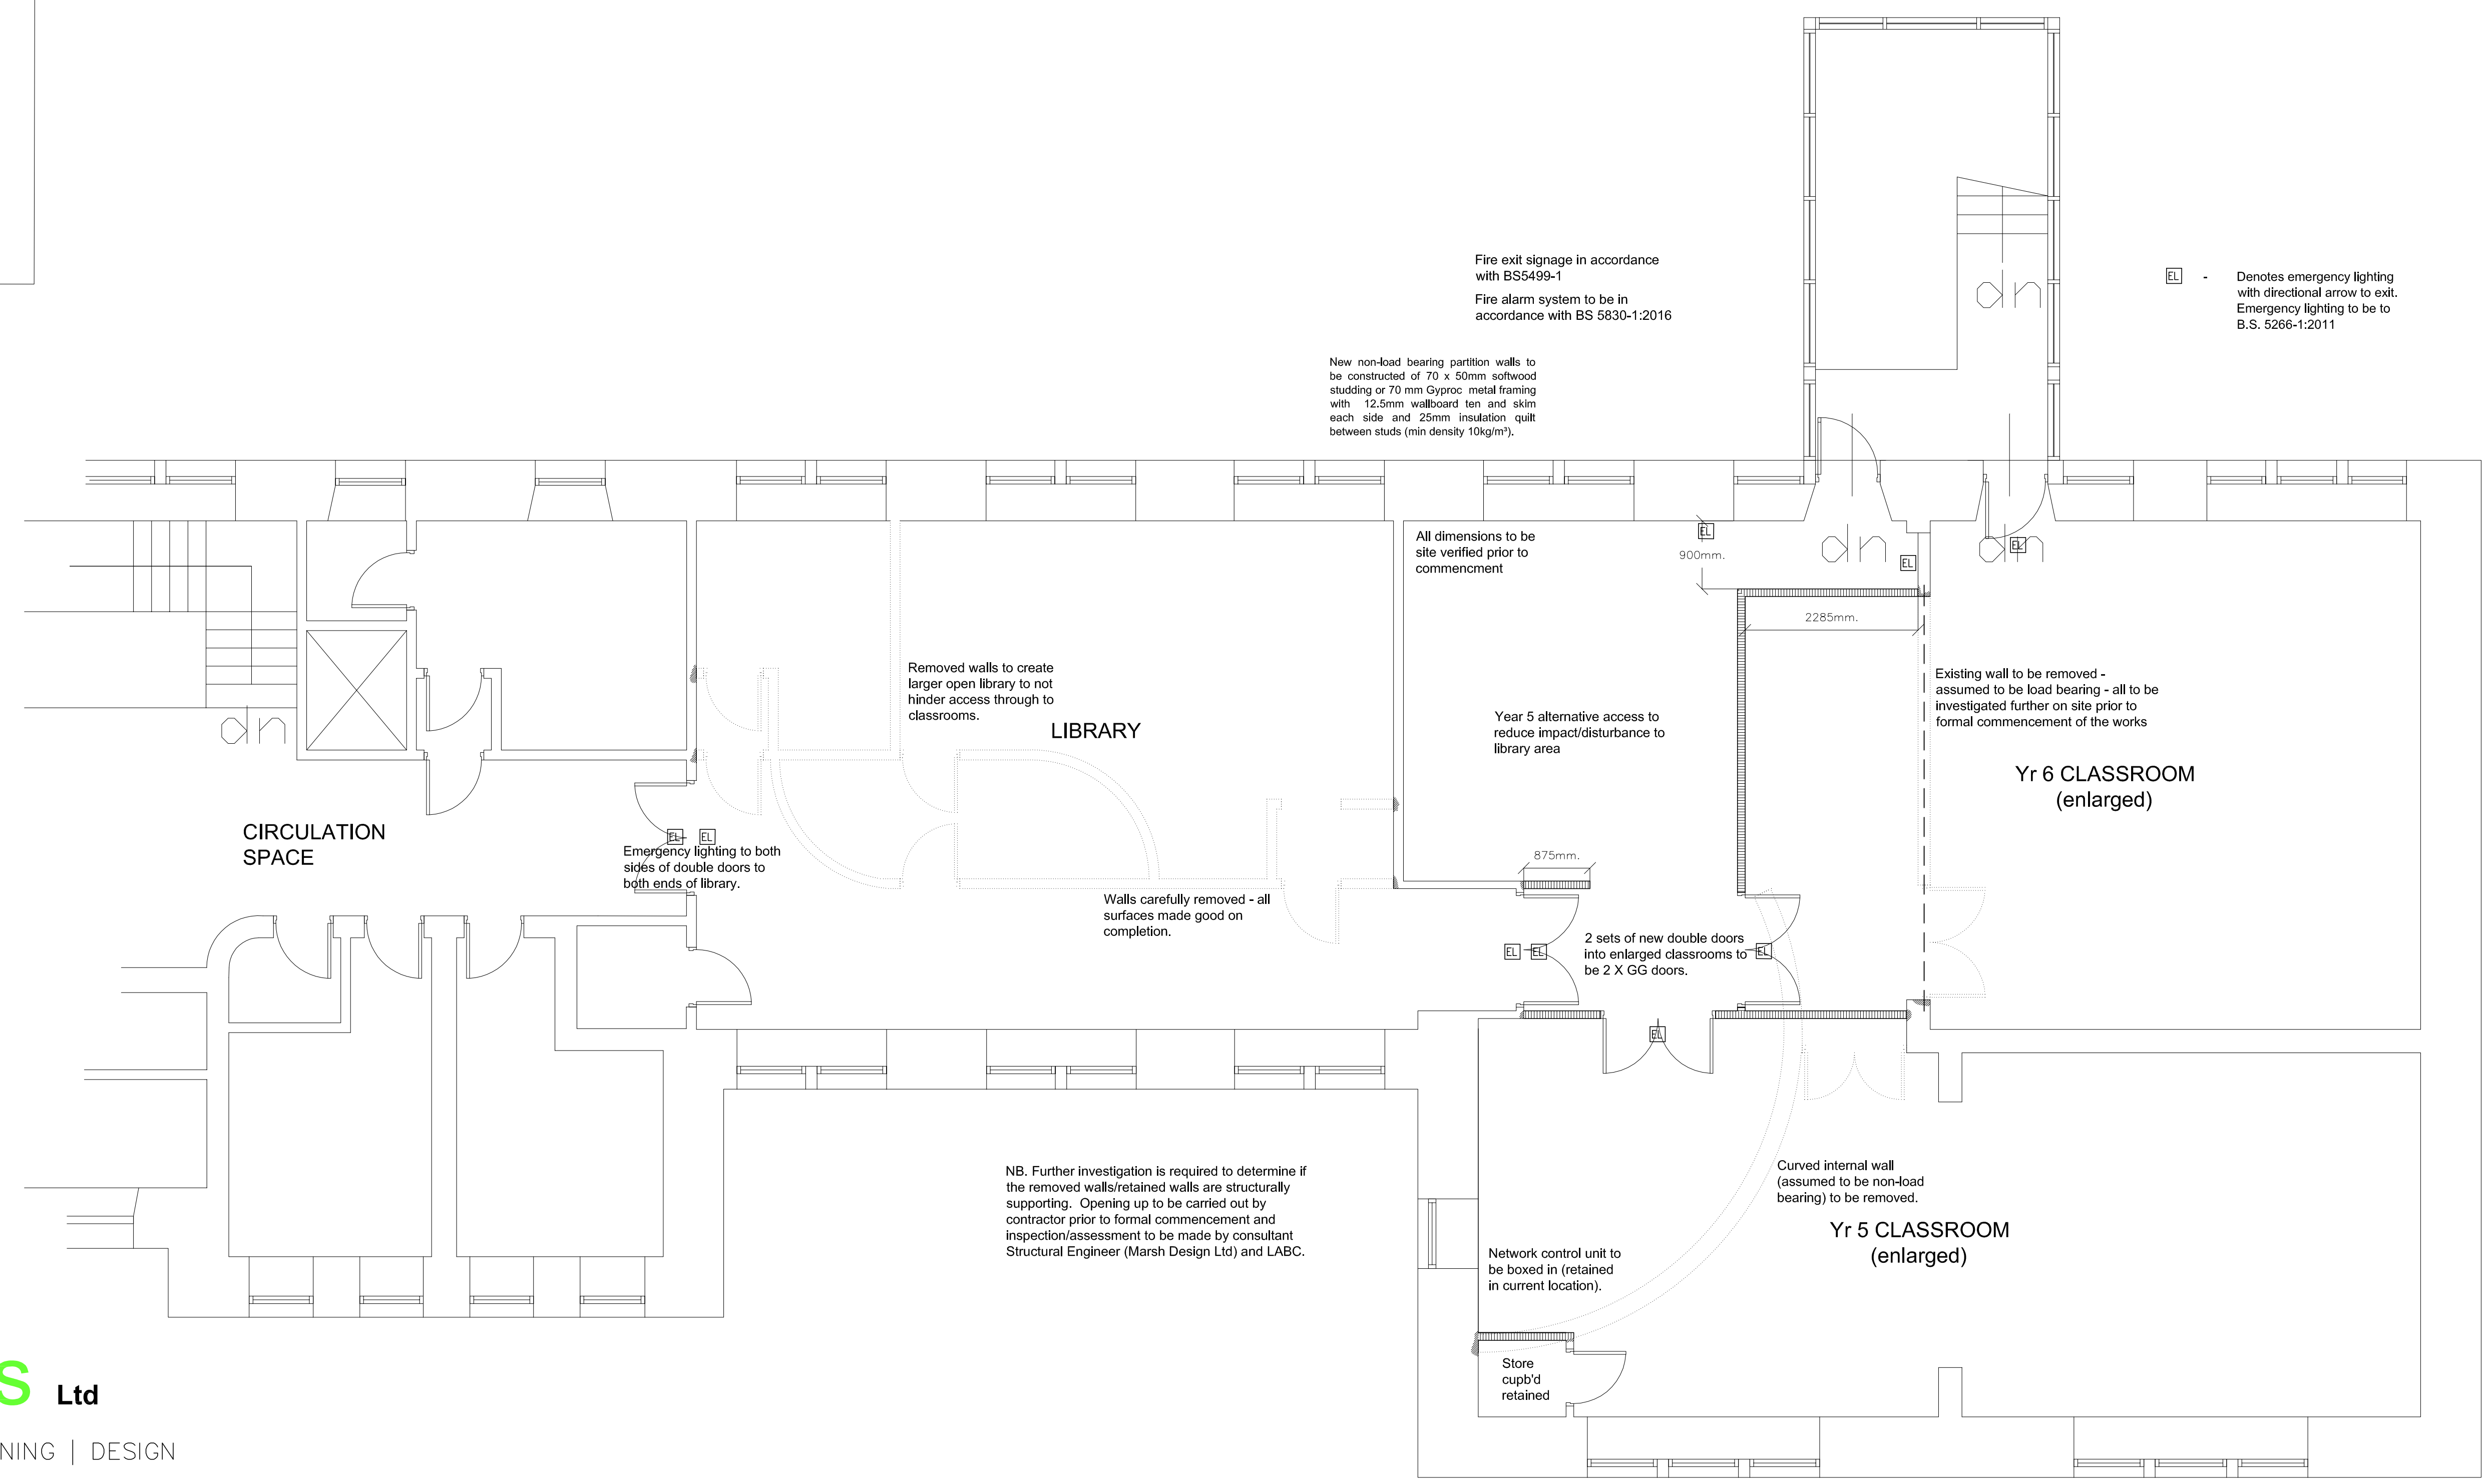 Fire exit signage in accordance
with BS5499-1
Fire alarm system to be in
accordance with BS 5830-1:2016
EL - Denotes emergency lighting
with directional arrow to exit.
Emergency lighting to be to
B.S. 5266-1:2011
dn
New non-load bearing partition walls to
be constructed of 70 x 50mm softwood
studding or 70 mm Gyproc metal framing
with 12.5mm wallboard ten and skim
each side and 25mm insulation quilt
between studs (min density 10kg/m³).
All dimensions to be
site verified prior to
commencment
EL
900mm.
dn
EL
dn
EL
2285mm.
Removed walls to create
larger open library to not
hinder access through to
classrooms.
LIBRARY
Year 5 alternative access to
reduce impact/disturbance to
library area
Existing wall to be removed -
assumed to be load bearing - all to be
investigated further on site prior to
formal commencement of the works
Yr 6 CLASSROOM
(enlarged)
dn
CIRCULATION
SPACE
EL
EL
Emergency lighting to both
sides of double doors to
both ends of library.
875mm.
Walls carefully removed - all
surfaces made good on
completion.
EL
EL
2 sets of new double doors
into enlarged classrooms to
be 2 X GG doors.
EL
EL
NB. Further investigation is required to determine if
the removed walls/retained walls are structurally
supporting. Opening up to be carried out by
contractor prior to formal commencement and
inspection/assessment to be made by consultant
Structural Engineer (Marsh Design Ltd) and LABC.
Curved internal wall
(assumed to be non-load
bearing) to be removed.
Yr 5 CLASSROOM
(enlarged)
Network control unit to
be boxed in (retained
in current location).
Store
cupb'd
retained
S Ltd
NING | DESIGN